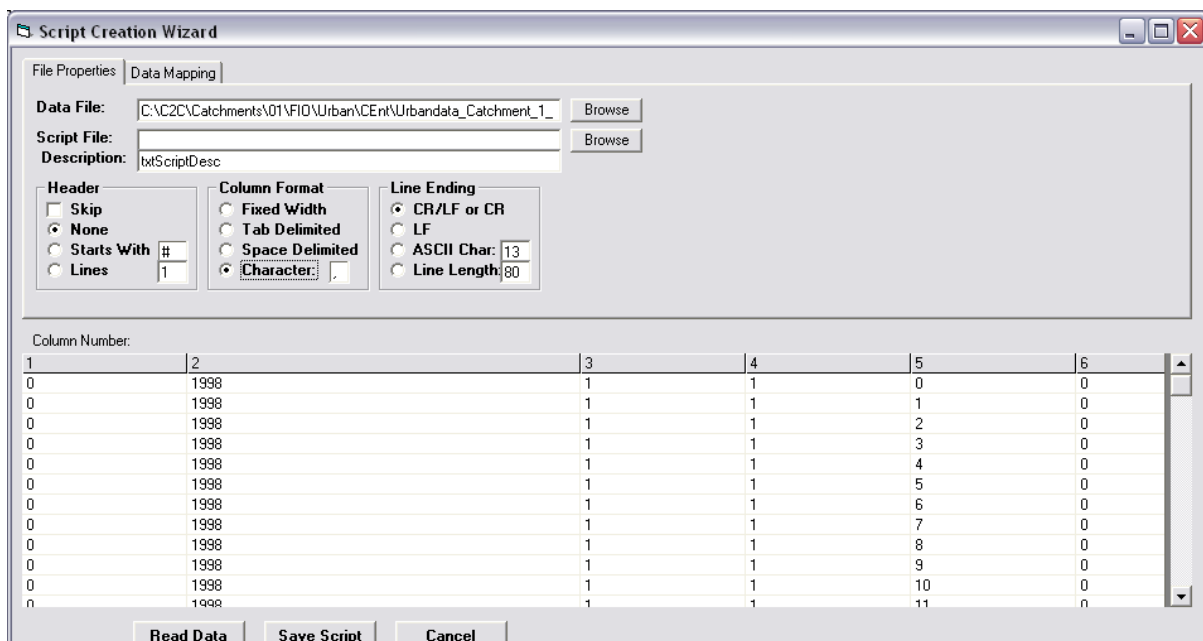 Script Creation Wizard
File Properties Data Mapping
Data File: C:\C2C\Catchments\01\FIO\Urban\CEnt\Urbandata_Catchment_1_ Browse
Script File: Browse
Description: txtScriptDesc
Header Column Format Line Ending
Skip Fixed Width CR/LF or CR
None Tab Delimited LF
Starts With # Space Delimited ASCII Char: 13
Lines 1 Character: , Line Length: 80
Column Number:
1 2 3 4 5 6
0 1998 1 1 0 0
0 1998 1 1 1 0
0 1998 1 1 2 0
0 1998 1 1 3 0
0 1998 1 1 4 0
0 1998 1 1 5 0
0 1998 1 1 6 0
0 1998 1 1 7 0
0 1998 1 1 8 0
0 1998 1 1 9 0
0 1998 1 1 10 0
0 1998 1 1 11 0
Read Data Save Script Cancel